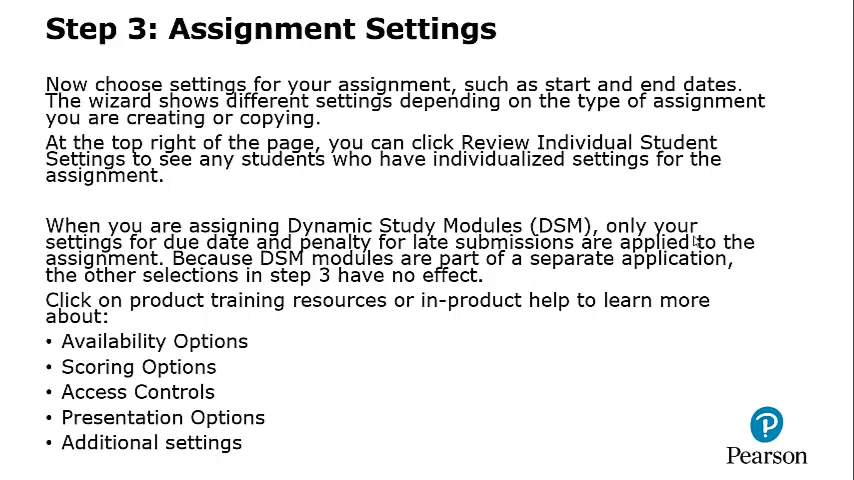 Step 3: Assignment Settings
Now choose settings for your assignment, such as start and end dates.
The wizard shows different settings depending on the type of assignment
you are creating or copying.
At the top right of the page, you can click Review Individual Student
Settings to see any students who have individualized settings for the
assignment.
When you are assigning Dynamic Study Modules (DSM), only your
settings for due date and penalty for late submissions are applied to the
assignment. Because DSM modules are part of a separate application,
the other selections in step 3 have no effect.
Click on product training resources or in-product help to learn more
about:
• Availability Options
• Scoring Options
• Access Controls
• Presentation Options
• Additional settings
Pearson